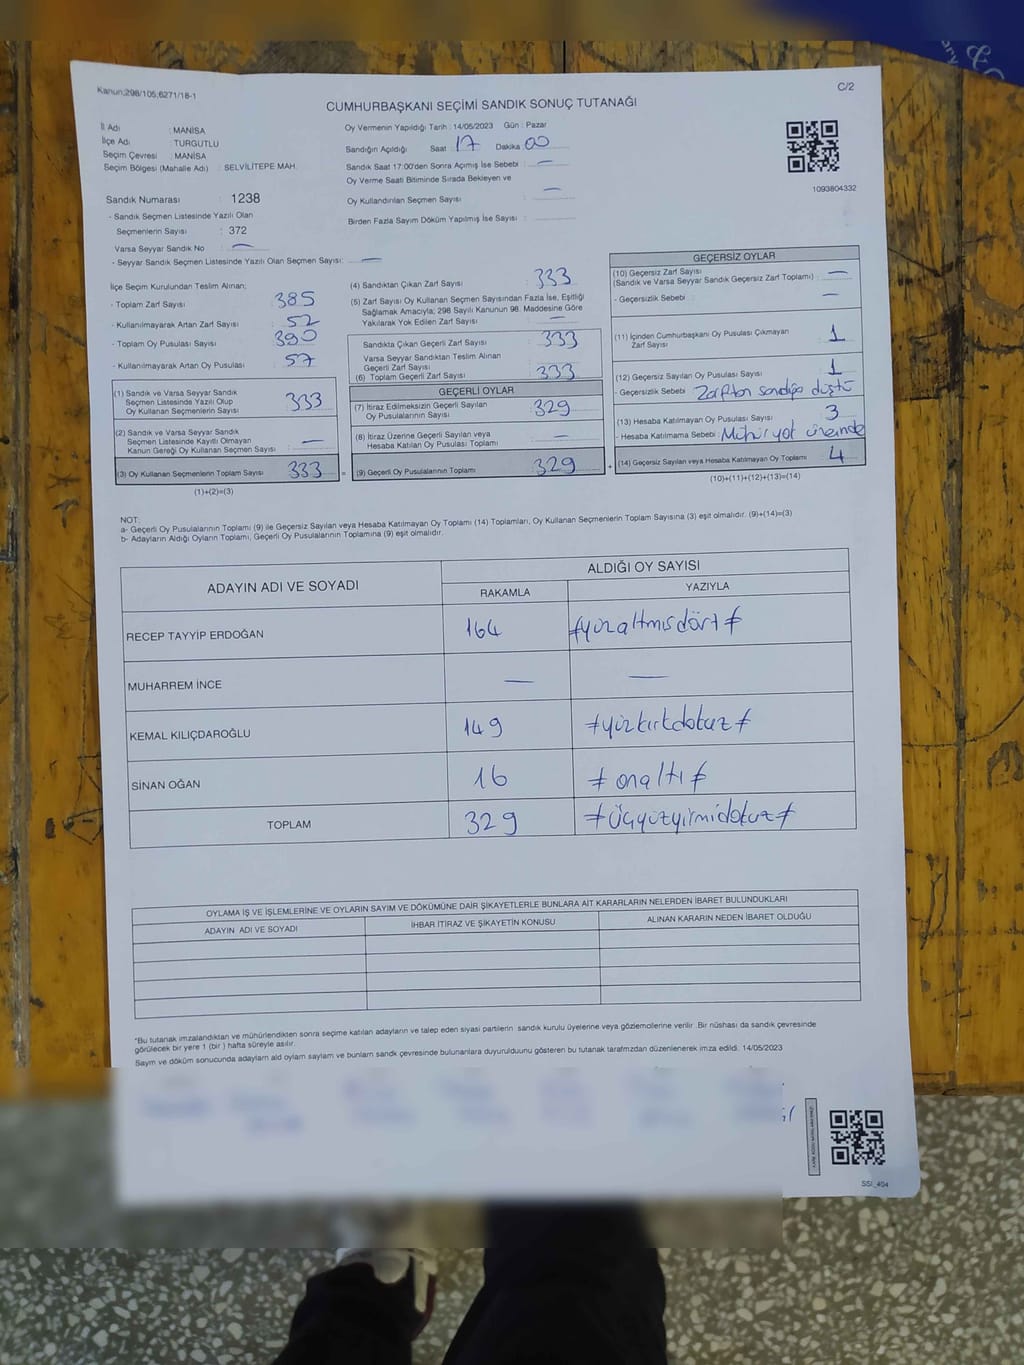 Kanun;298/105;6271/18-1
C/2
CUMHURBAŞKANI SEÇİMİ SANDIK SONUÇ TUTANAĞI
İl Adı : MANİSA
İlçe Adı : TURGUTLU
Seçim Çevresi : MANİSA
Seçim Bölgesi (Mahalle Adı) : SELVİLİTEPE MAH.
Oy Vermenin Yapıldığı Tarih : 14/05/2023 Gün : Pazar
Sandığın Açıldığı Saat : 17 Dakika 00
Sandık Saat 17:00'den Sonra Açımış İse Sebebi : —
Oy Verme Saati Bitiminde Sırada Bekleyen ve
Oy Kullandırılan Seçmen Sayısı : —
Birden Fazla Sayım Döküm Yapılmış İse Sayısı :
1093804332
Sandık Numarası : 1238
- Sandık Seçmen Listesinde Yazılı Olan
Seçmenlerin Sayısı : 372
Varsa Seyyar Sandık No : —
- Seyyar Sandık Seçmen Listesinde Yazılı Olan Seçmen Sayısı: —
İlçe Seçim Kurulundan Teslim Alınan;
- Toplam Zarf Sayısı : 385
- Kullanılmayarak Artan Zarf Sayısı : 52
- Toplam Oy Pusulası Sayısı : 390
- Kullanılmayarak Artan Oy Pusulası : 57
(1) Sandık ve Varsa Seyyar Sandık
Seçmen Listesinde Yazılı Olup
Oy Kullanan Seçmenlerin Sayısı : 333
(2) Sandık ve Varsa Seyyar Sandık
Seçmen Listesinde Kayıtlı Olmayan
Kanun Gereği Oy Kullanan Seçmen Sayısı : —
(3) Oy Kullanan Seçmenlerin Toplam Sayısı : 333
(1)+(2)=(3)
(4) Sandıktan Çıkan Zarf Sayısı : 333
(5) Zarf Sayısı Oy Kullanan Seçmen Sayısından Fazla İse, Eşitliği
Sağlamak Amacıyla; 298 Sayılı Kanunun 98. Maddesine Göre
Yakılarak Yok Edilen Zarf Sayısı : —
Sandıkta Çıkan Geçerli Zarf Sayısı : 333
Varsa Seyyar Sandıktan Teslim Alınan
Geçerli Zarf Sayısı :
(6) Toplam Geçerli Zarf Sayısı : 333
GEÇERLİ OYLAR
(7) İtiraz Edilmeksizin Geçerli Sayılan
Oy Pusulalarının Sayısı : 329
(8) İtiraz Üzerine Geçerli Sayılan veya
Hesaba Katılan Oy Pusulası Toplamı : —
= (9) Geçerli Oy Pusulalarının Toplamı : 329
GEÇERSİZ OYLAR
(10) Geçersiz Zarf Sayısı : —
(Sandık ve Varsa Seyyar Sandık Geçersiz Zarf Toplamı)
- Geçersizlik Sebebi : —
(11) İçinden Cumhurbaşkanı Oy Pusulası Çıkmayan
Zarf Sayısı : 1
(12) Geçersiz Sayılan Oy Pusulası Sayısı : 1
- Geçersizlik Sebebi : Zarftan sandığa düştü
(13) Hesaba Katılmayan Oy Pusulası Sayısı : 3
- Hesaba Katılmama Sebebi : Mühür yok üzerinde
+ (14) Geçersiz Sayılan veya Hesaba Katılmayan Oy Toplamı : 4
(10)+(11)+(12)+(13)=(14)
NOT:
a- Geçerli Oy Pusulalarının Toplamı (9) ile Geçersiz Sayılan veya Hesaba Katılmayan Oy Toplamı (14) Toplamları, Oy Kullanan Seçmenlerin Toplam Sayısına (3) eşit olmalıdır. (9)+(14)=(3)
b- Adayların Aldığı Oyların Toplamı, Geçerli Oy Pusulalarının Toplamına (9) eşit olmalıdır.
ADAYIN ADI VE SOYADI ALDIĞI OY SAYISI
RAKAMLA YAZIYLA
RECEP TAYYİP ERDOĞAN 164 #yüzaltmışdört#
MUHARREM İNCE — —
KEMAL KILIÇDAROĞLU 149 #yüzkırkdokuz#
SİNAN OĞAN 16 #onaltı#
TOPLAM 329 #üçyüzyirmidokuz#
OYLAMA İŞ VE İŞLEMLERİNE VE OYLARIN SAYIM VE DÖKÜMÜNE DAİR ŞİKAYETLERLE BUNLARA AİT KARARLARIN NELERDEN İBARET BULUNDUKLARI
ADAYIN ADI VE SOYADI İHBAR İTİRAZ VE ŞİKAYETİN KONUSU ALINAN KARARIN NEDEN İBARET OLDUĞU
*Bu tutanak imzalandıktan ve mühürlendikten sonra seçime katılan adayların ve talep eden siyasi partilerin sandık kurulu üyelerine veya gözlemcilerine verilir. Bir nüshası da sandık çevresinde
görülecek bir yere 1 (bir ) hafta süreyle asılır.
Sayım ve döküm sonucunda adayların ald oyların saylam ve bunların sandk çevresinde bulunanlara duyurulduunu gösteren bu tutanak tarafmzdan düzenlenerek imza edildi. 14/05/2023
SSI_404